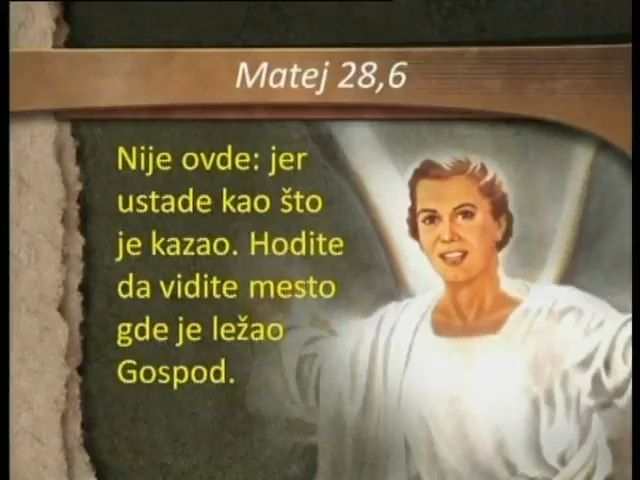 Matej 28,6
Nije ovde: jer
ustade kao što
je kazao. Hodite
da vidite mesto
gde je ležao
Gospod.